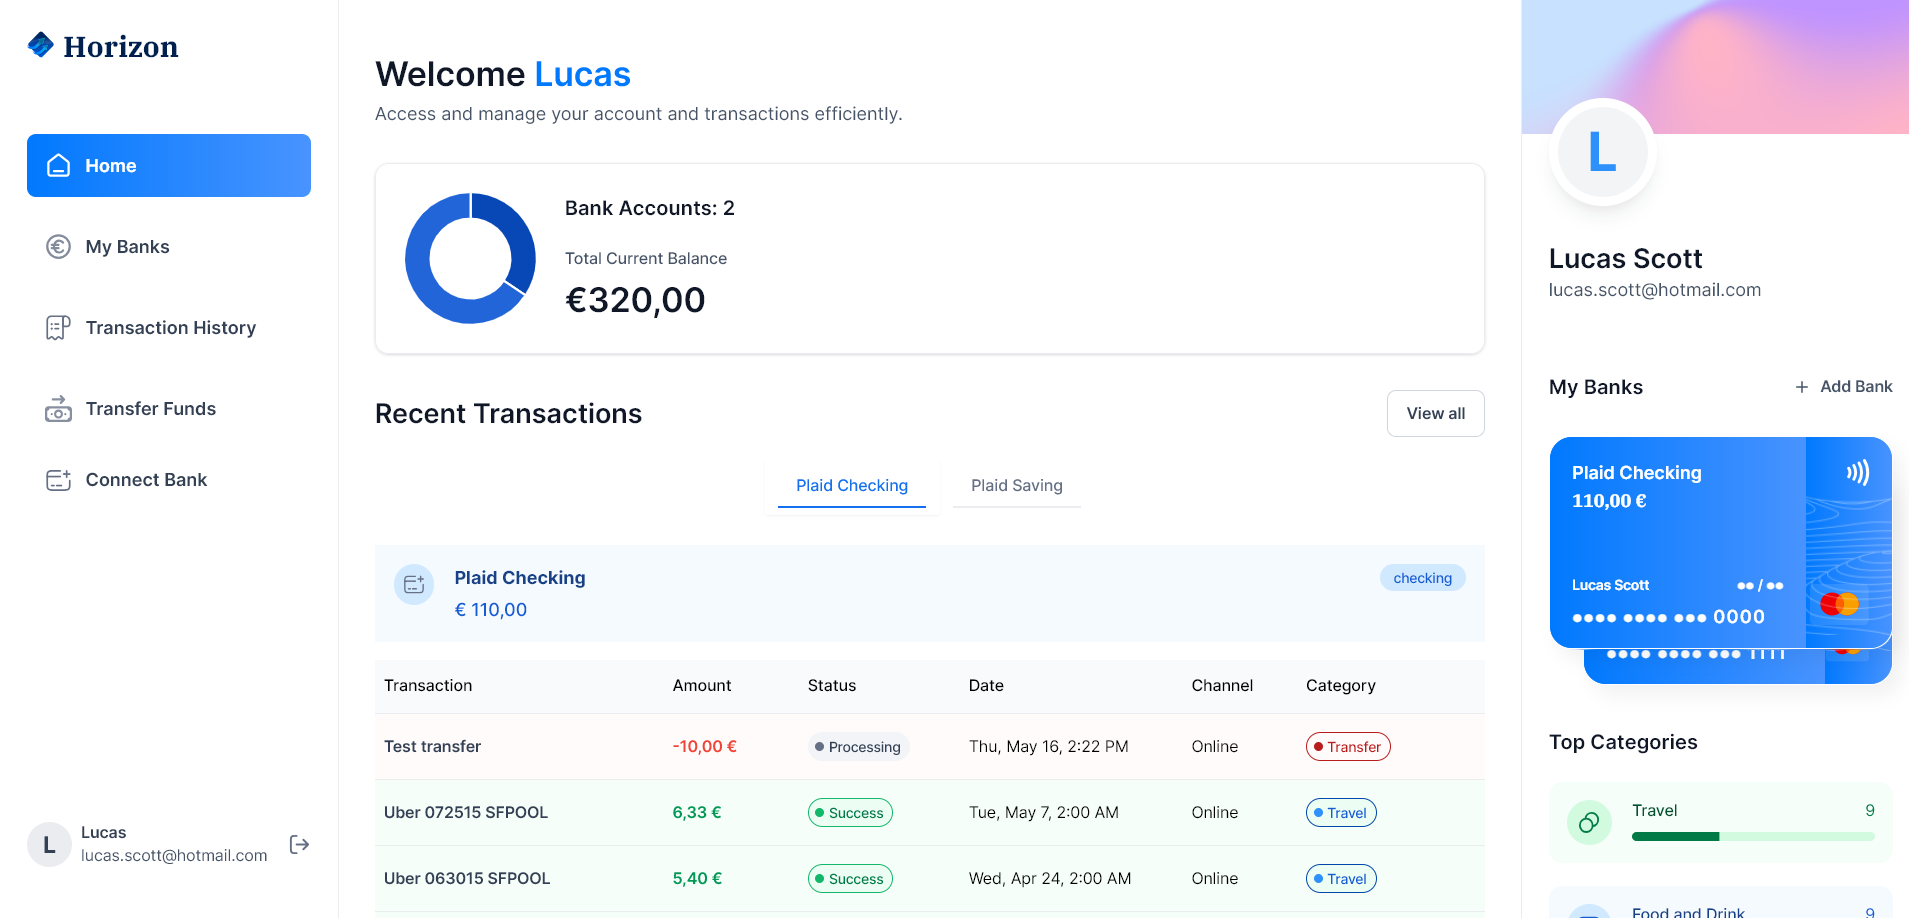 Horizon
Home
My Banks
Transaction History
Transfer Funds
Connect Bank
L
Lucas
lucas.scott@hotmail.com
Welcome Lucas
Access and manage your account and transactions efficiently.
Bank Accounts: 2
Total Current Balance
€320,00
Recent Transactions
View all
Plaid Checking
Plaid Saving
Plaid Checking
€ 110,00
checking
Transaction Amount Status Date Channel Category
Test transfer -10,00 € Processing Thu, May 16, 2:22 PM Online Transfer
Uber 072515 SFPOOL 6,33 € Success Tue, May 7, 2:00 AM Online Travel
Uber 063015 SFPOOL 5,40 € Success Wed, Apr 24, 2:00 AM Online Travel
L
Lucas Scott
lucas.scott@hotmail.com
My Banks
+ Add Bank
Plaid Checking
110,00 €
Lucas Scott ●● / ●●
●●●● ●●●● ●●● 0000
●●●● ●●●● ●●● 1111
Top Categories
Travel 9
Food and Drink 9